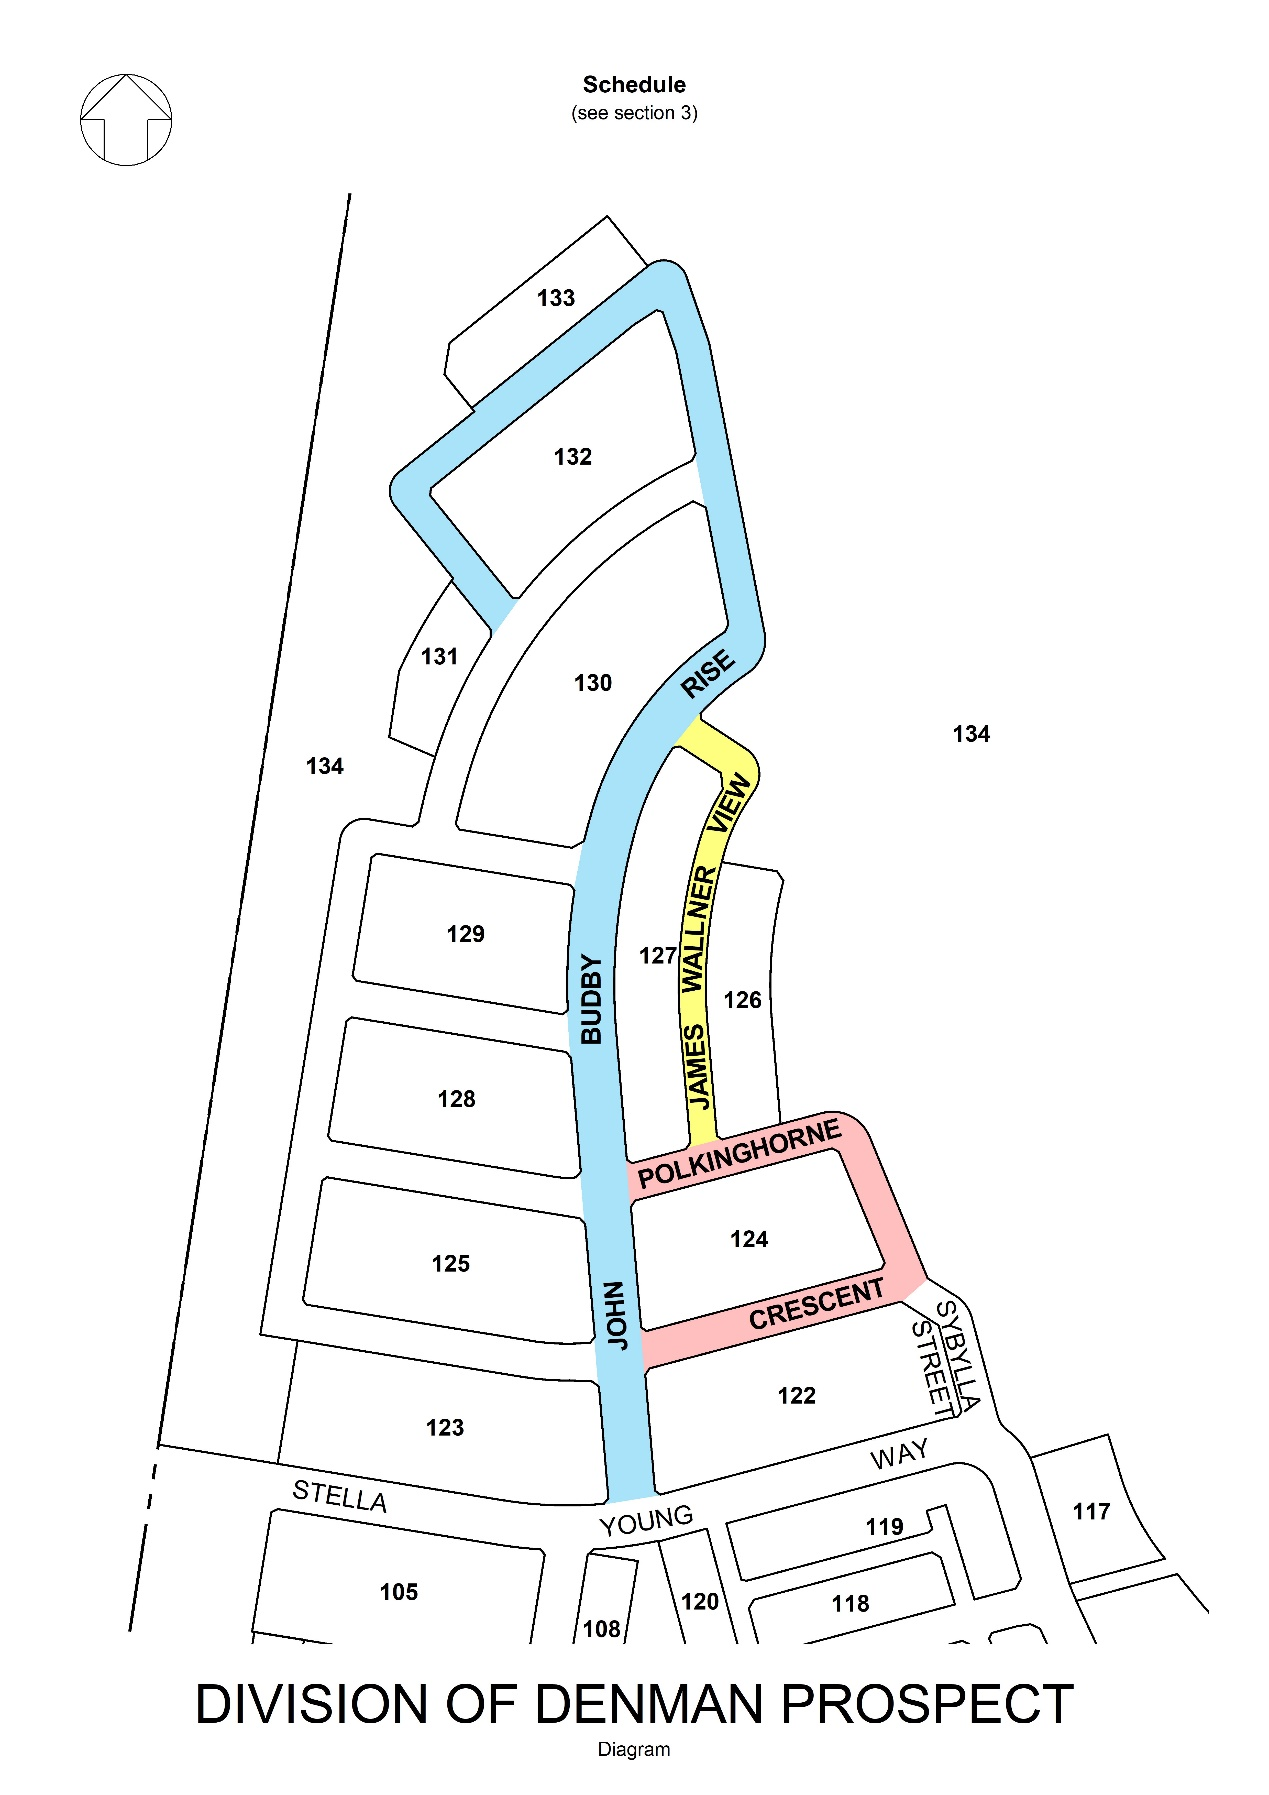 Schedule
(see section 3)
133
132
131
130
134
134
RISE
JAMES WALLNER VIEW
129
127
126
BUDBY
128
POLKINGHORNE
124
125
CRESCENT
JOHN
SYBYLLA
STREET
122
123
WAY
STELLA
YOUNG
119
117
105
120
118
108
DIVISION OF DENMAN PROSPECT
Diagram